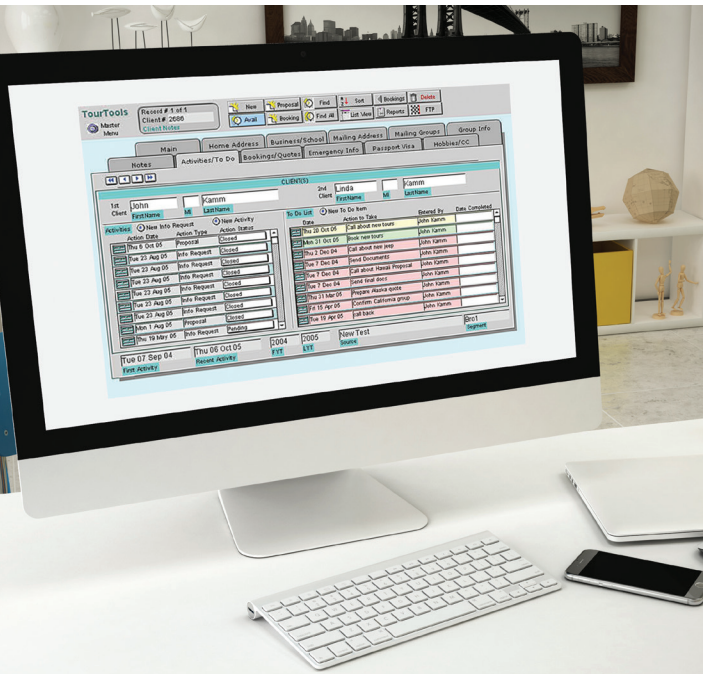 TourTools
Master
Menu
Record # 1 of 1
Client # 2686
Client Notes
New Proposal Find Sort Bookings Delete
Avail Booking Find All List View Reports FTP
Main Home Address Business/School Mailing Address Mailing Groups Group Info
Notes Activities/To Do Bookings/Quotes Emergency Info Passport Visa Hobbies/CC
CLIENT(S)
1st
Client
John Kamm
First Name MI Last Name
2nd
Client
Linda Kamm
First Name MI Last Name
Activities New Info Request New Activity
Action Date Action Type Action Status
Thu 6 Oct 05 Proposal Closed
Tue 23 Aug 05 Info Request Closed
Tue 23 Aug 05 Info Request Closed
Tue 23 Aug 05 Info Request Closed
Tue 23 Aug 05 Info Request Closed
Tue 23 Aug 05 Info Request Closed
Tue 23 Aug 05 Info Request Closed
Mon 1 Aug 05 Proposal Closed
Thu 19 May 05 Info Request Pending
To Do List New To Do Item
Date Action to Take Entered By Date Completed
Thu 20 Oct 05 Call about new tours John Kamm
Mon 31 Oct 05 Book new tours John Kamm
Thu 2 Dec 04 Call about new jeep John Kamm
Tue 7 Dec 04 Send Documents John Kamm
Tue 7 Dec 04 Call about Hawaii Proposal John Kamm
Tue 7 Dec 04 Send final docs John Kamm
Thu 31 Mar 05 Prepare Alaska quote John Kamm
Fri 15 Apr 05 Confirm California group John Kamm
Tue 19 Apr 05 call back John Kamm
Tue 07 Sep 04 Thu 06 Oct 05 2004 2005 New Test Bro1
First Activity Recent Activity FYT LYT Source Segment